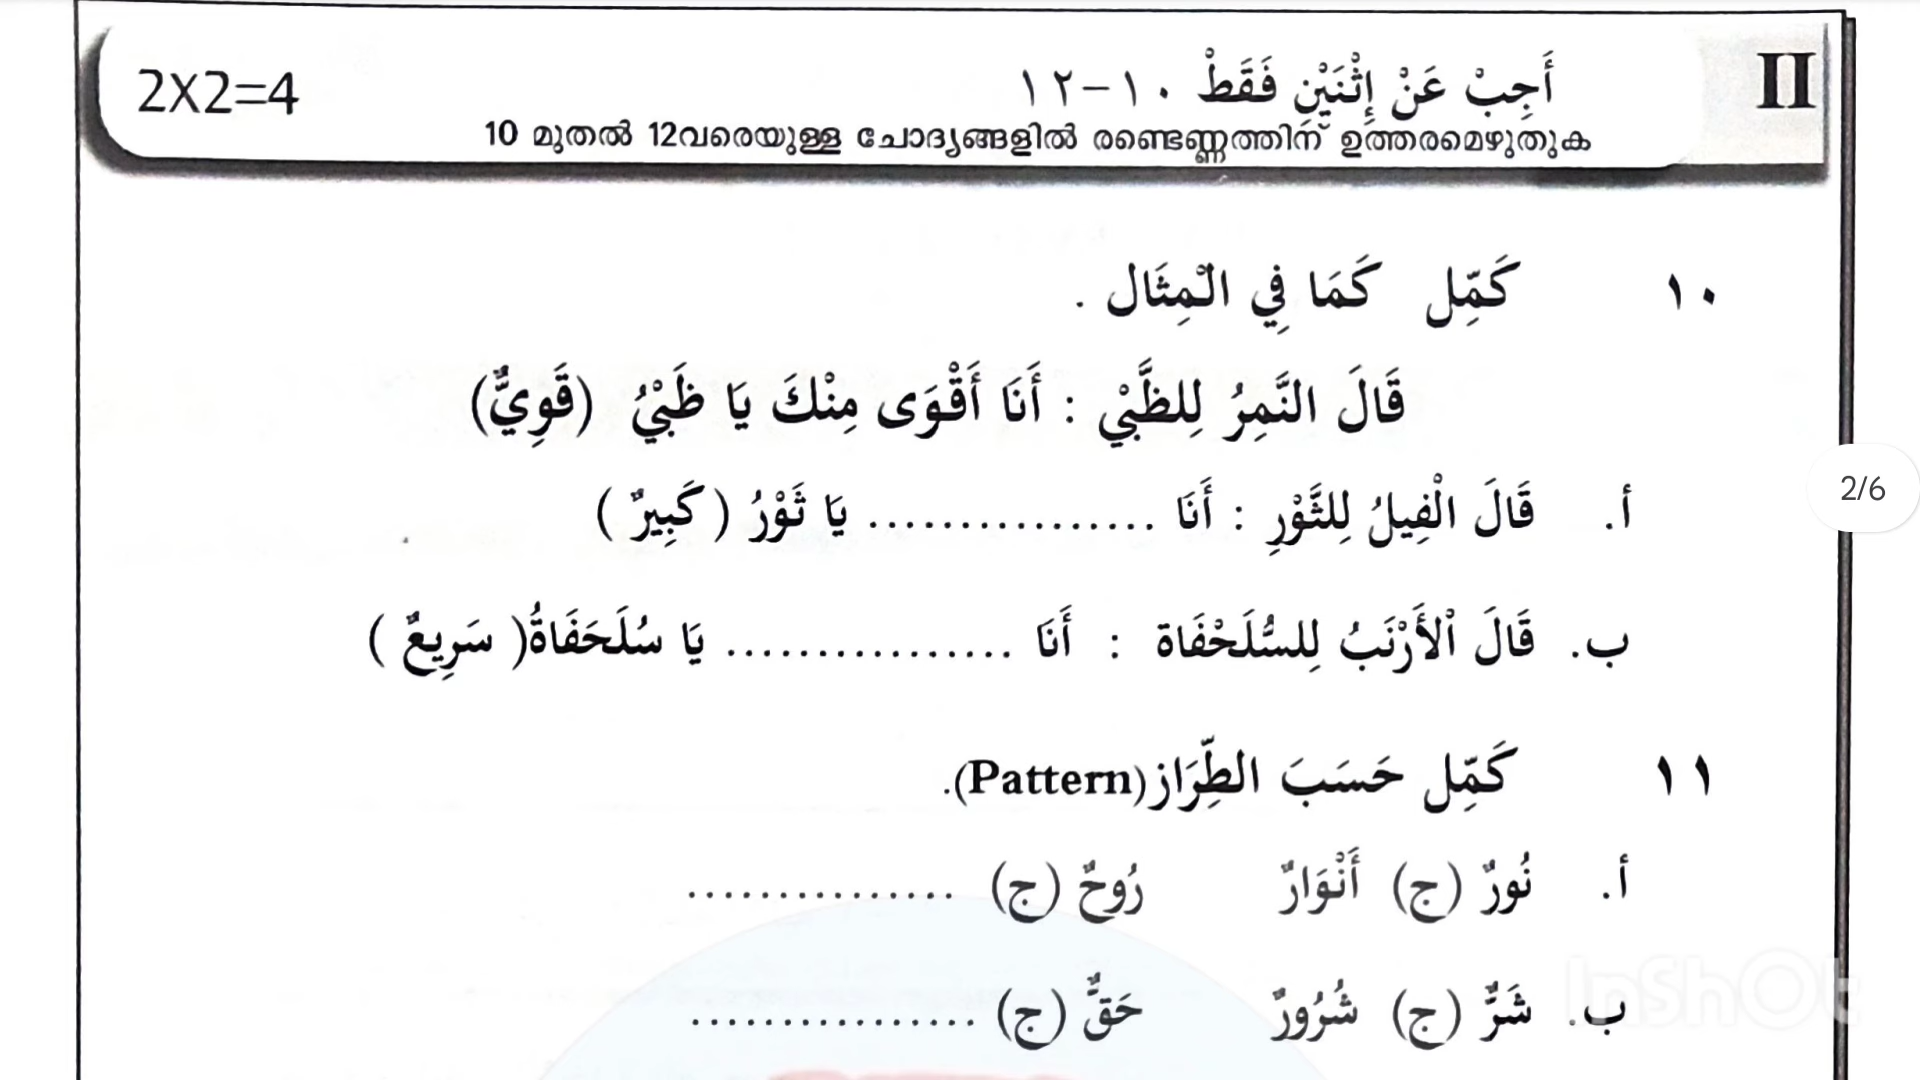 II أَجِبْ عَنْ إِثْنَيْنِ فَقَطْ ١٠-١٢ 2X2=4
10 മുതൽ 12വരെയുള്ള ചോദ്യങ്ങളിൽ രണ്ടെണ്ണത്തിന് ഉത്തരമെഴുതുക
١٠ كَمِّل كَمَا فِي الْمِثَال .
قَالَ النَّمِرُ لِلظَّبْيِ : أَنَا أَقْوَى مِنْكَ يَا ظَبْيُ (قَوِيٌّ)
أ. قَالَ الْفِيلُ لِلثَّوْرِ : أَنَا ................ يَا ثَوْرُ ( كَبِيرٌ )
2/6
ب. قَالَ الْأَرْنَبُ لِلسُّلَحْفَاة : أَنَا ................ يَا سُلَحَفَاةُ( سَرِيعٌ )
١١ كَمِّل حَسَبَ الطِّرَاز(Pattern).
أ. نُورٌ (ج) أَنْوَارٌ رُوحٌ (ج) ...............
ب. شَرٌّ (ج) شُرُورٌ حَقٌّ (ج) ................
InShOt